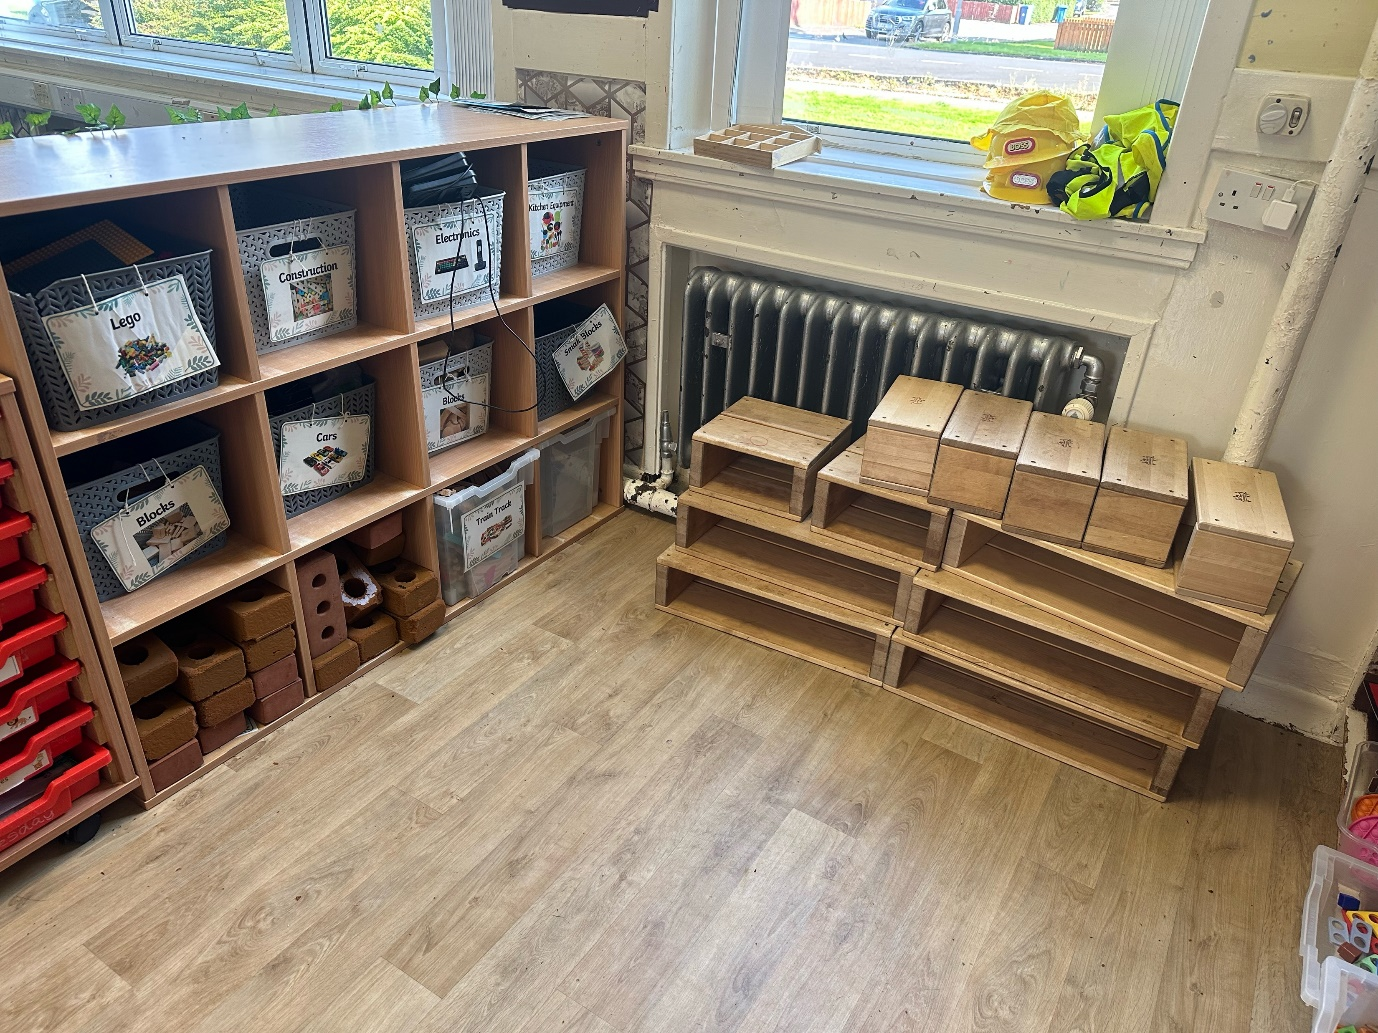 Lego
Construction
Electronics
Kitchen Equipment
Blocks
Cars
Blocks
Small Blocks
Train Track